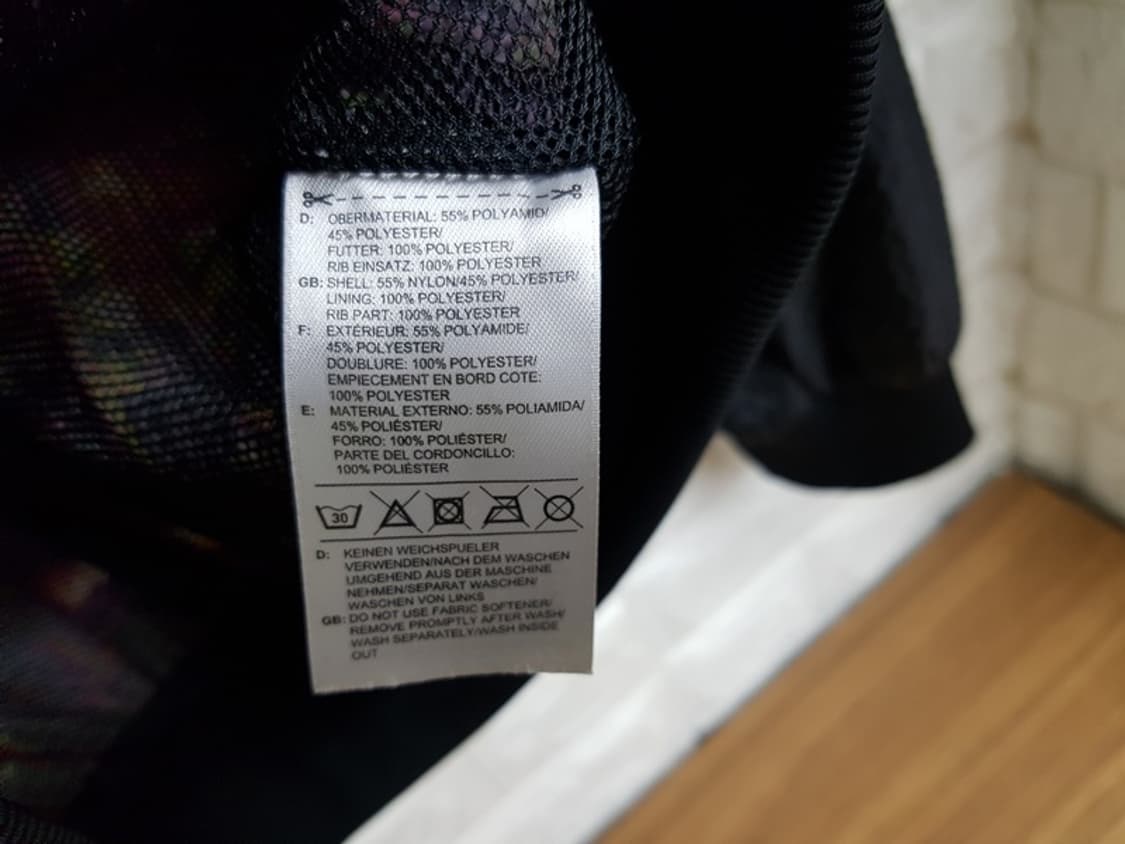 D: OBERMATERIAL: 55% POLYAMID/
45% POLYESTER/
FUTTER: 100% POLYESTER/
RIB EINSATZ: 100% POLYESTER
GB: SHELL: 55% NYLON/45% POLYESTER/
LINING: 100% POLYESTER/
RIB PART: 100% POLYESTER
F: EXTÉRIEUR: 55% POLYAMIDE/
45% POLYESTER/
DOUBLURE: 100% POLYESTER/
EMPIECEMENT EN BORD COTE:
100% POLYESTER
E: MATERIAL EXTERNO: 55% POLIAMIDA/
45% POLIÉSTER/
FORRO: 100% POLIÉSTER/
PARTE DEL CORDONCILLO:
100% POLIÉSTER
30
D: KEINEN WEICHSPUELER
VERWENDEN/NACH DEM WASCHEN
UMGEHEND AUS DER MASCHINE
NEHMEN/SEPARAT WASCHEN/
WASCHEN VON LINKS
GB: DO NOT USE FABRIC SOFTENER/
REMOVE PROMPTLY AFTER WASH/
WASH SEPARATELY/WASH INSIDE
OUT